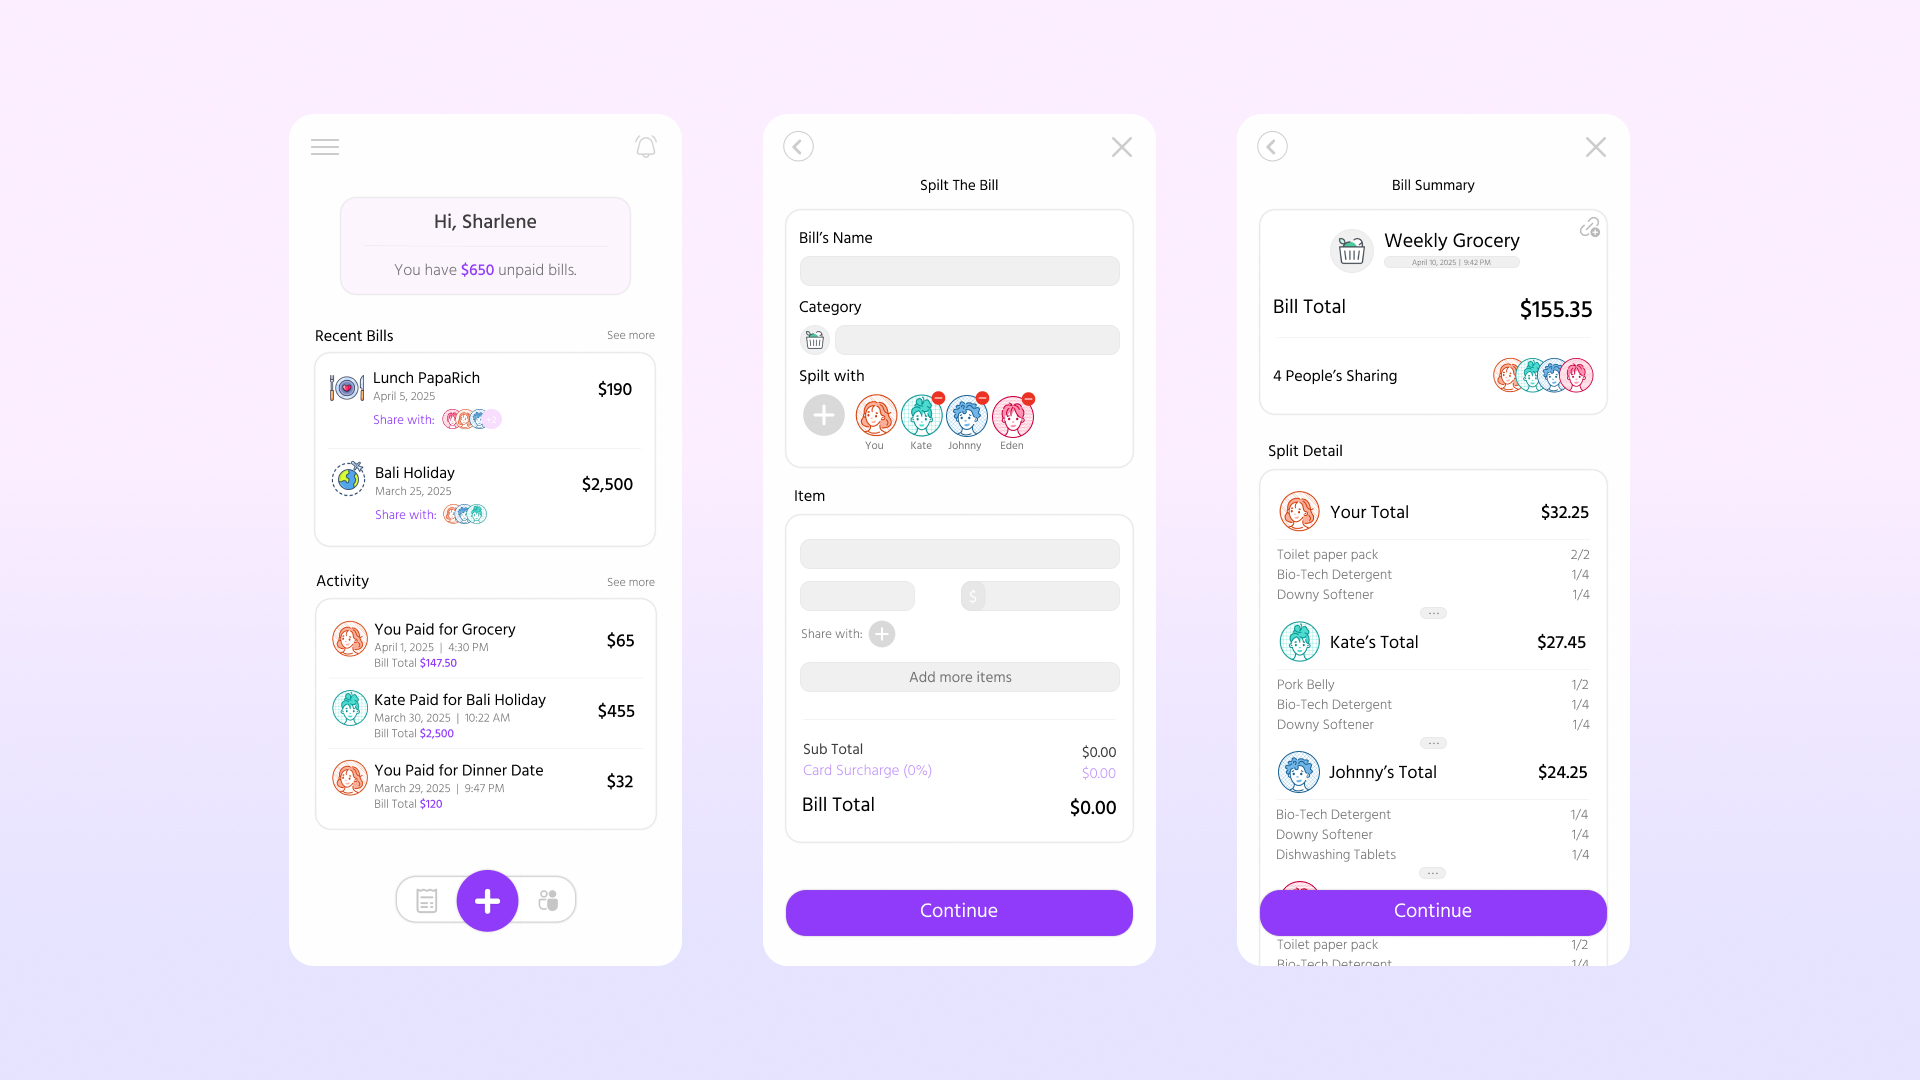 Hi, Sharlene
You have $650 unpaid bills.
Recent Bills
See more
Lunch PapaRich
April 5, 2025
$190
Share with:
+2
Bali Holiday
March 25, 2025
$2,500
Share with:
Activity
See more
You Paid for Grocery
April 1, 2025 | 4:30 PM
Bill Total $147.50
$65
Kate Paid for Bali Holiday
March 30, 2025 | 10:22 AM
Bill Total $2,500
$455
You Paid for Dinner Date
March 29, 2025 | 9:47 PM
Bill Total $120
$32
Spilt The Bill
Bill’s Name
Category
Spilt with
You
Kate
Johnny
Eden
Item
$
Share with:
Add more items
Sub Total
$0.00
Card Surcharge (0%)
$0.00
Bill Total
$0.00
Continue
Bill Summary
Weekly Grocery
April 10, 2025 | 9:42 PM
Bill Total
$155.35
4 People’s Sharing
Split Detail
Your Total
$32.25
Toilet paper pack 2/2
Bio-Tech Detergent 1/4
Downy Softener 1/4
...
Kate’s Total
$27.45
Pork Belly 1/2
Bio-Tech Detergent 1/4
Downy Softener 1/4
...
Johnny’s Total
$24.25
Bio-Tech Detergent 1/4
Downy Softener 1/4
Dishwashing Tablets 1/4
...
Continue
Toilet paper pack 1/2
Bio-Tech Detergent 1/4